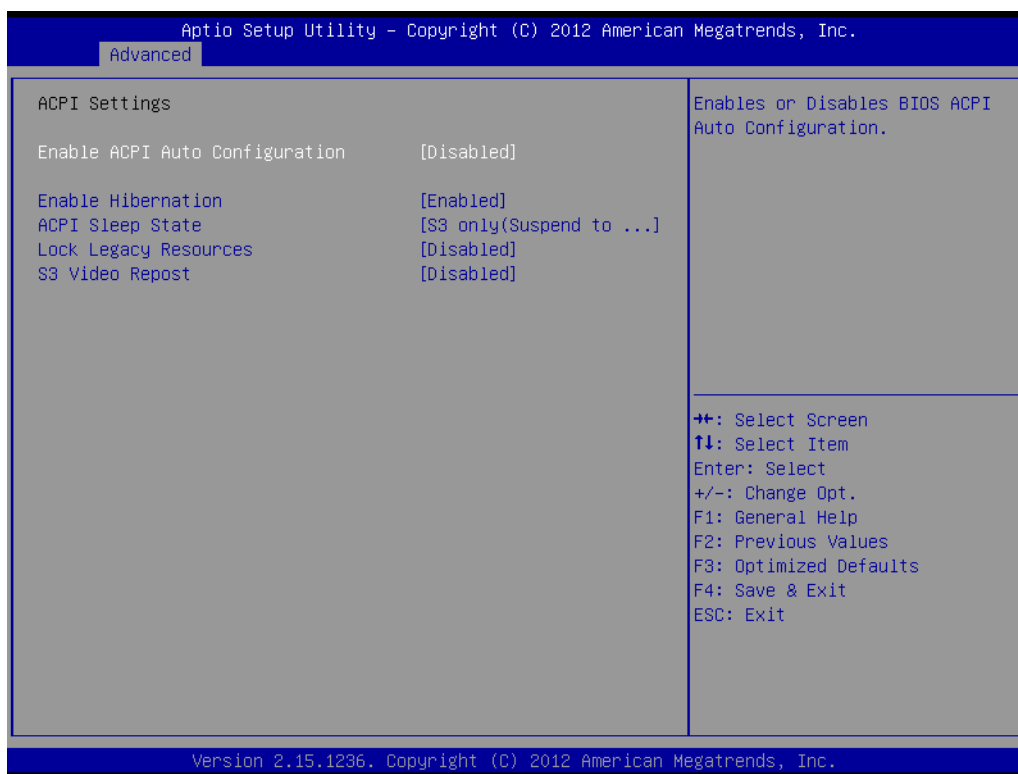 Aptio Setup Utility – Copyright (C) 2012 American Megatrends, Inc.
Advanced
ACPI Settings
Enable ACPI Auto Configuration [Disabled]
Enable Hibernation [Enabled]
ACPI Sleep State [S3 only(Suspend to ...]
Lock Legacy Resources [Disabled]
S3 Video Repost [Disabled]
Enables or Disables BIOS ACPI
Auto Configuration.
→←: Select Screen
↑↓: Select Item
Enter: Select
+/-: Change Opt.
F1: General Help
F2: Previous Values
F3: Optimized Defaults
F4: Save & Exit
ESC: Exit
Version 2.15.1236. Copyright (C) 2012 American Megatrends, Inc.